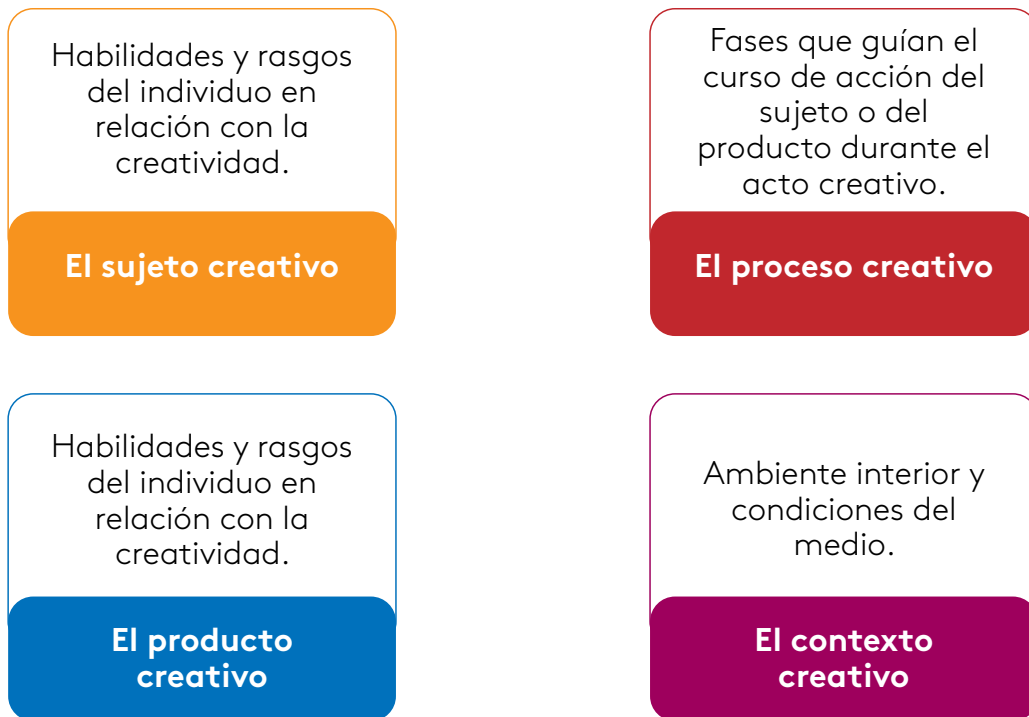 Habilidades y rasgos
del individuo en
relación con la
creatividad.
El sujeto creativo
Fases que guían el
curso de acción del
sujeto o del
producto durante el
acto creativo.
El proceso creativo
Habilidades y rasgos
del individuo en
relación con la
creatividad.
El producto
creativo
Ambiente interior y
condiciones del
medio.
El contexto
creativo